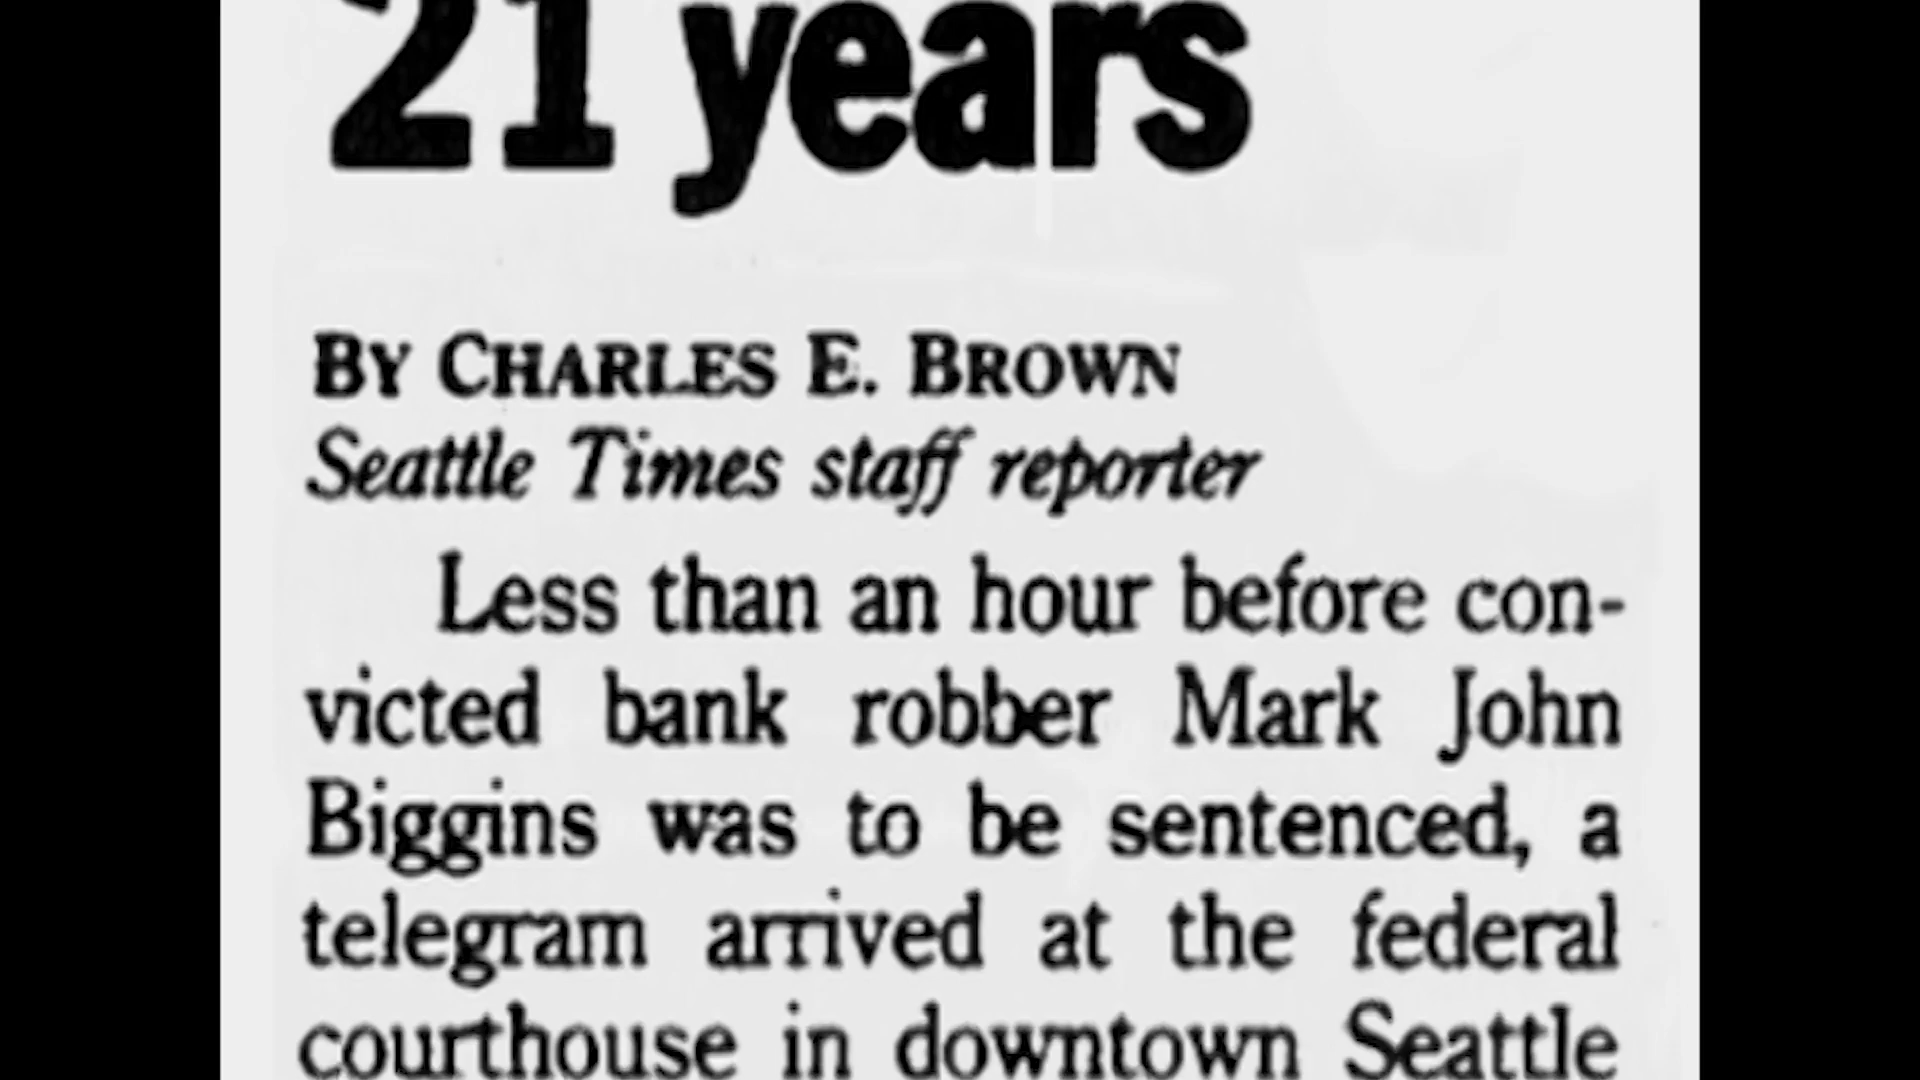 21 years
BY CHARLES E. BROWN
Seattle Times staff reporter
Less than an hour before con-
victed bank robber Mark John
Biggins was to be sentenced, a
telegram arrived at the federal
courthouse in downtown Seattle